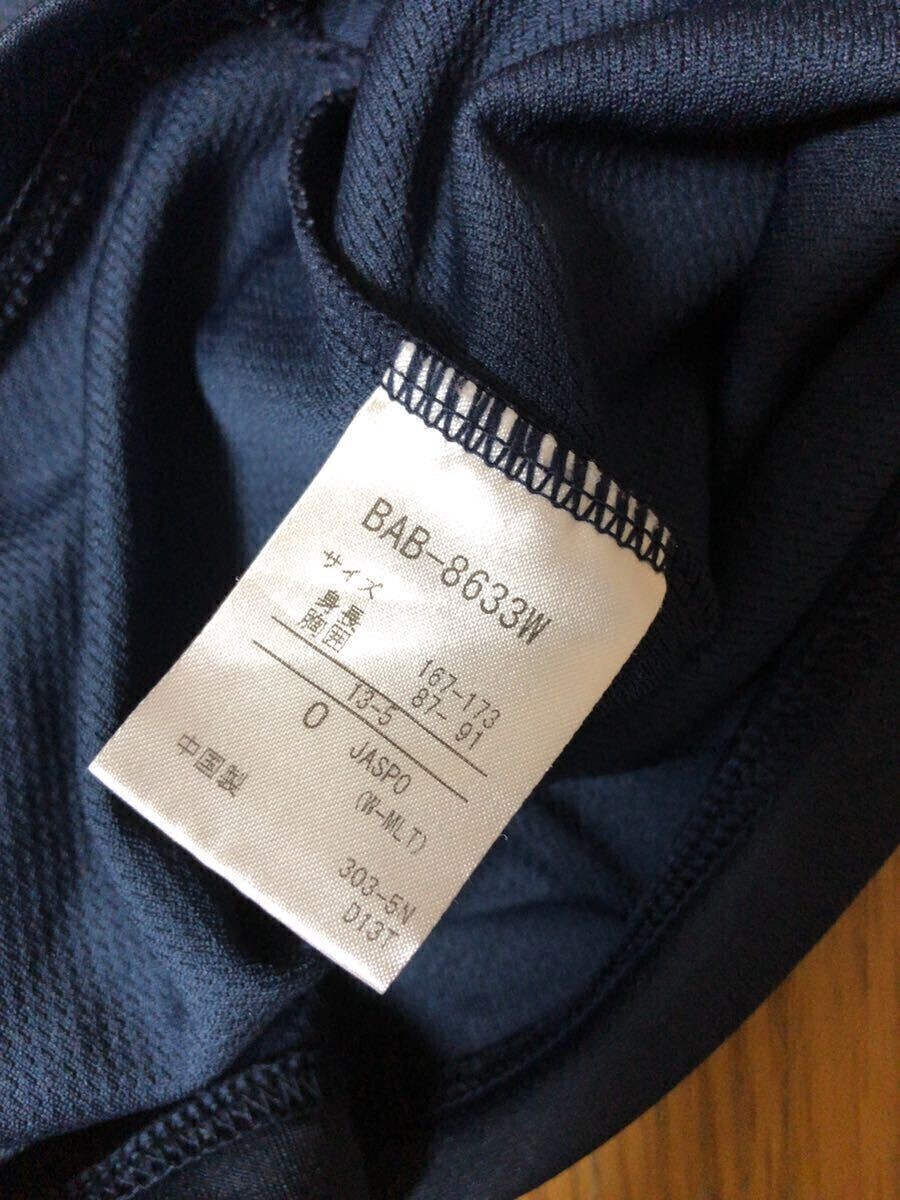 BAB-8633W
サイズ
身長 167-173
胸囲 87- 91
13-5
O JASPO
(W-MLT)
中国製
303-5N
D13T